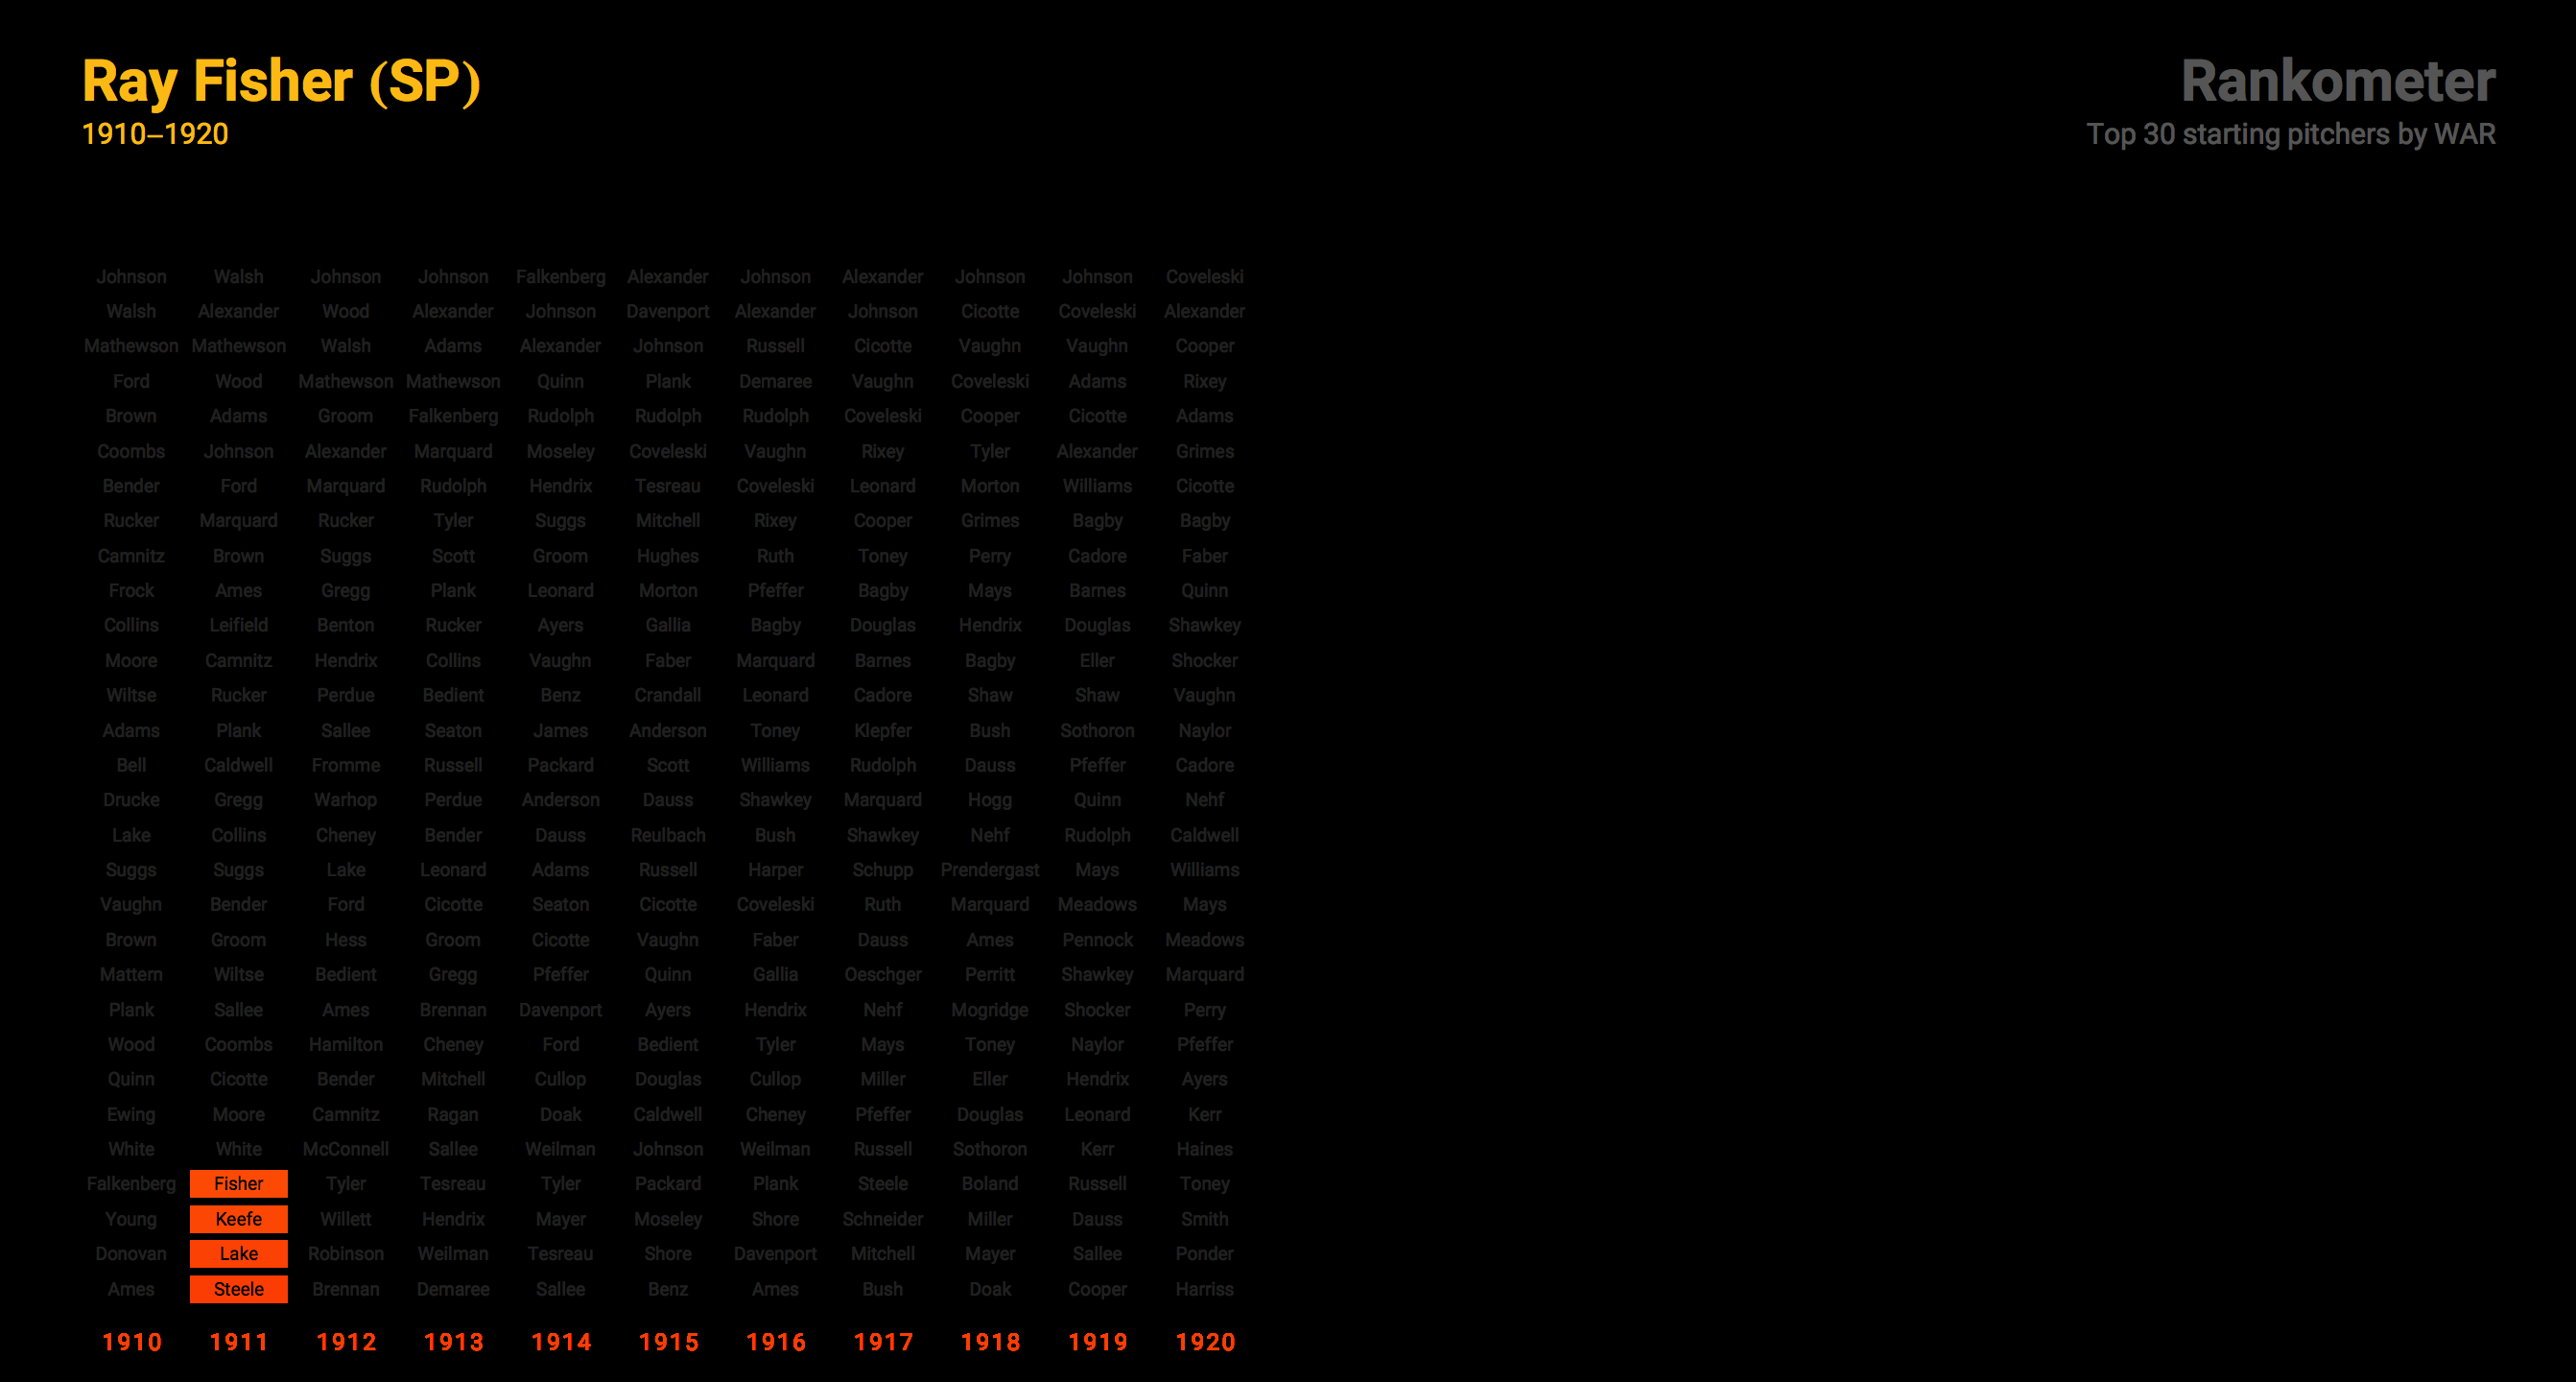 Ray Fisher (SP)
1910–1920
Rankometer
Top 30 starting pitchers by WAR
Johnson Walsh Johnson Johnson Falkenberg Alexander Johnson Alexander Johnson Johnson Coveleski
Walsh Alexander Wood Alexander Johnson Davenport Alexander Johnson Cicotte Coveleski Alexander
Mathewson Mathewson Walsh Adams Alexander Johnson Russell Cicotte Vaughn Vaughn Cooper
Ford Wood Mathewson Mathewson Quinn Plank Demaree Vaughn Coveleski Adams Rixey
Brown Adams Groom Falkenberg Rudolph Rudolph Rudolph Coveleski Cooper Cicotte Adams
Coombs Johnson Alexander Marquard Moseley Coveleski Vaughn Rixey Tyler Alexander Grimes
Bender Ford Marquard Rudolph Hendrix Tesreau Coveleski Leonard Morton Williams Cicotte
Rucker Marquard Rucker Tyler Suggs Mitchell Rixey Cooper Grimes Bagby Bagby
Camnitz Brown Suggs Scott Groom Hughes Ruth Toney Perry Cadore Faber
Frock Ames Gregg Plank Leonard Morton Pfeffer Bagby Mays Barnes Quinn
Collins Leifield Benton Rucker Ayers Gallia Bagby Douglas Hendrix Douglas Shawkey
Moore Camnitz Hendrix Collins Vaughn Faber Marquard Barnes Bagby Eller Shocker
Wiltse Rucker Perdue Bedient Benz Crandall Leonard Cadore Shaw Shaw Vaughn
Adams Plank Sallee Seaton James Anderson Toney Klepfer Bush Sothoron Naylor
Bell Caldwell Fromme Russell Packard Scott Williams Rudolph Dauss Pfeffer Cadore
Drucke Gregg Warhop Perdue Anderson Dauss Shawkey Marquard Hogg Quinn Nehf
Lake Collins Cheney Bender Dauss Reulbach Bush Shawkey Nehf Rudolph Caldwell
Suggs Suggs Lake Leonard Adams Russell Harper Schupp Prendergast Mays Williams
Vaughn Bender Ford Cicotte Seaton Cicotte Coveleski Ruth Marquard Meadows Mays
Brown Groom Hess Groom Cicotte Vaughn Faber Dauss Ames Pennock Meadows
Mattern Wiltse Bedient Gregg Pfeffer Quinn Gallia Oeschger Perritt Shawkey Marquard
Plank Sallee Ames Brennan Davenport Ayers Hendrix Nehf Mogridge Shocker Perry
Wood Coombs Hamilton Cheney Ford Bedient Tyler Mays Toney Naylor Pfeffer
Quinn Cicotte Bender Mitchell Cullop Douglas Cullop Miller Eller Hendrix Ayers
Ewing Moore Camnitz Ragan Doak Caldwell Cheney Pfeffer Douglas Leonard Kerr
White White McConnell Sallee Weilman Johnson Weilman Russell Sothoron Kerr Haines
Falkenberg Fisher Tyler Tesreau Tyler Packard Plank Steele Boland Russell Toney
Young Keefe Willett Hendrix Mayer Moseley Shore Schneider Miller Dauss Smith
Donovan Lake Robinson Weilman Tesreau Shore Davenport Mitchell Mayer Sallee Ponder
Ames Steele Brennan Demaree Sallee Benz Ames Bush Doak Cooper Harriss
1910 1911 1912 1913 1914 1915 1916 1917 1918 1919 1920